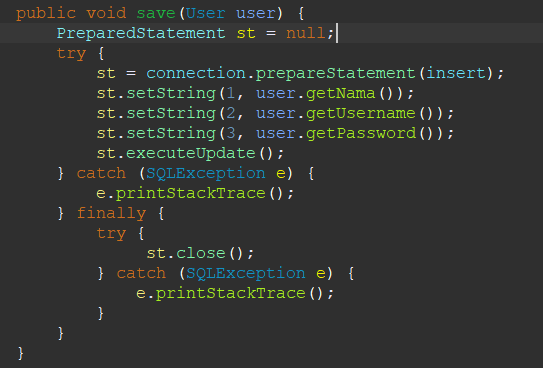 public void save(User user) {
    PreparedStatement st = null;
    try {
        st = connection.prepareStatement(insert);
        st.setString(1, user.getNama());
        st.setString(2, user.getUsername());
        st.setString(3, user.getPassword());
        st.executeUpdate();
    } catch (SQLException e) {
        e.printStackTrace();
    } finally {
        try {
             st.close();
        } catch (SQLException e) {
            e.printStackTrace();
        }
    }
}